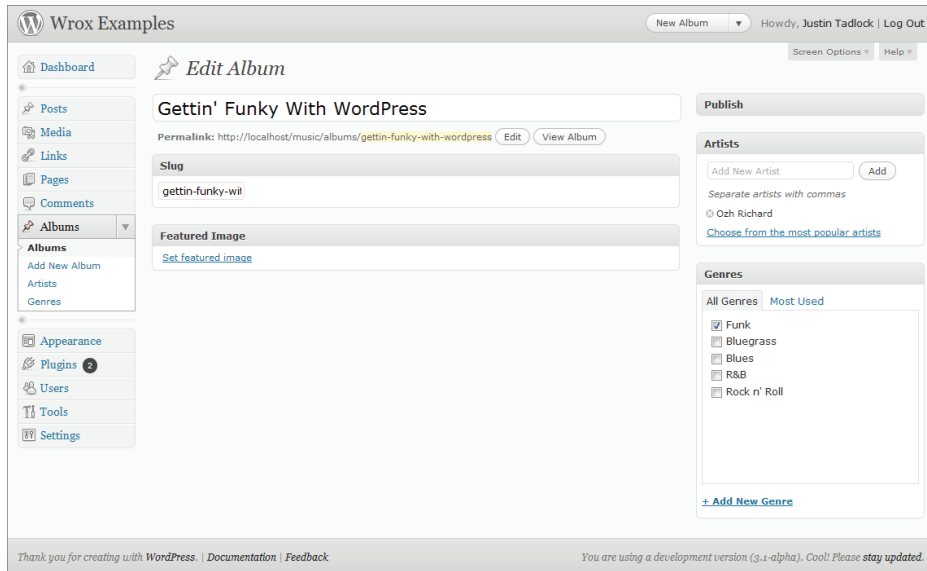 Wrox Examples
New Album
Howdy, Justin Tadlock | Log Out
Screen Options
Help
Dashboard
Posts
Media
Links
Pages
Comments
Albums
Albums
Add New Album
Artists
Genres
Appearance
Plugins 2
Users
Tools
Settings
Edit Album
Gettin' Funky With WordPress
Permalink: http://localhost/music/albums/gettin-funky-with-wordpress Edit View Album
Slug
gettin-funky-wit
Featured Image
Set featured image
Publish
Artists
Add New Artist Add
Separate artists with commas
Ozh Richard
Choose from the most popular artists
Genres
All Genres Most Used
Funk
Bluegrass
Blues
R&B
Rock n' Roll
+ Add New Genre
Thank you for creating with WordPress. | Documentation | Feedback
You are using a development version (3.1-alpha). Cool! Please stay updated.